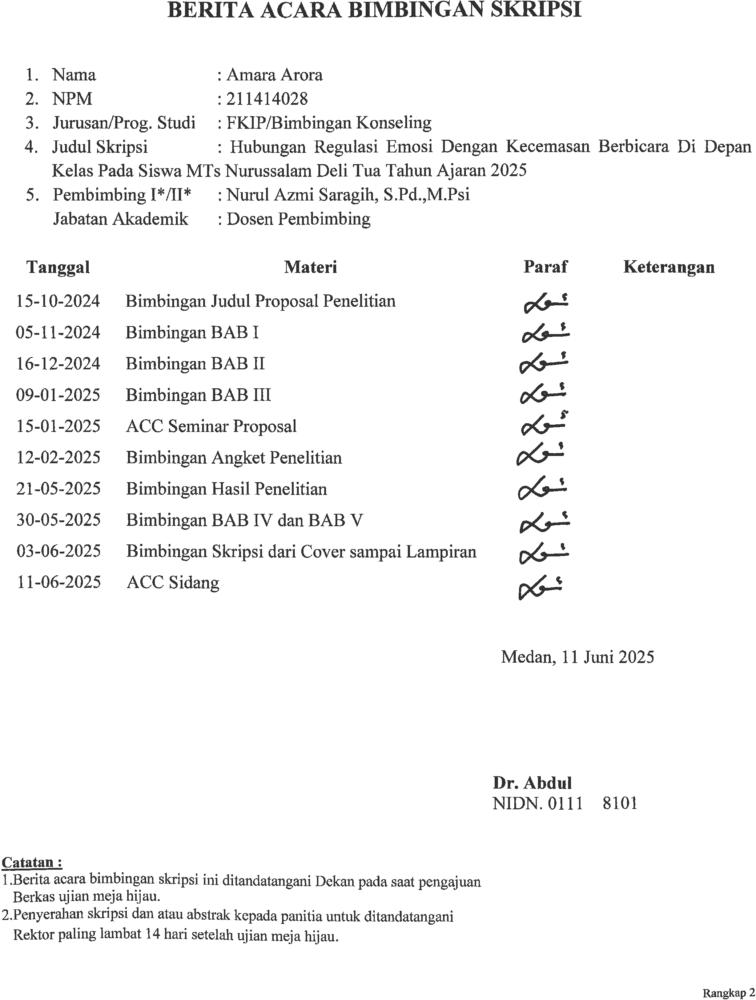 BERITA ACARA BIMBINGAN SKRIPSI
1. Nama : Amara Arora
2. NPM : 211414028
3. Jurusan/Prog. Studi : FKIP/Bimbingan Konseling
4. Judul Skripsi : Hubungan Regulasi Emosi Dengan Kecemasan Berbicara Di Depan
Kelas Pada Siswa MTs Nurussalam Deli Tua Tahun Ajaran 2025
5. Pembimbing I*/II* : Nurul Azmi Saragih, S.Pd.,M.Psi
Jabatan Akademik : Dosen Pembimbing
Tanggal Materi Paraf Keterangan
15-10-2024 Bimbingan Judul Proposal Penelitian
05-11-2024 Bimbingan BAB I
16-12-2024 Bimbingan BAB II
09-01-2025 Bimbingan BAB III
15-01-2025 ACC Seminar Proposal
12-02-2025 Bimbingan Angket Penelitian
21-05-2025 Bimbingan Hasil Penelitian
30-05-2025 Bimbingan BAB IV dan BAB V
03-06-2025 Bimbingan Skripsi dari Cover sampai Lampiran
11-06-2025 ACC Sidang
Medan, 11 Juni 2025
Dr. Abdul
NIDN. 0111 8101
Catatan :
1.Berita acara bimbingan skripsi ini ditandatangani Dekan pada saat pengajuan
Berkas ujian meja hijau.
2.Penyerahan skripsi dan atau abstrak kepada panitia untuk ditandatangani
Rektor paling lambat 14 hari setelah ujian meja hijau.
Rangkap 2